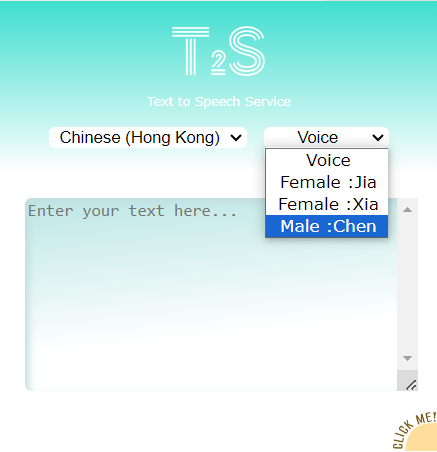 T2S
Text to Speech Service
Chinese (Hong Kong) Voice
Voice
Female :Jia
Female :Xia
Male :Chen
Enter your text here...
CLICK ME!